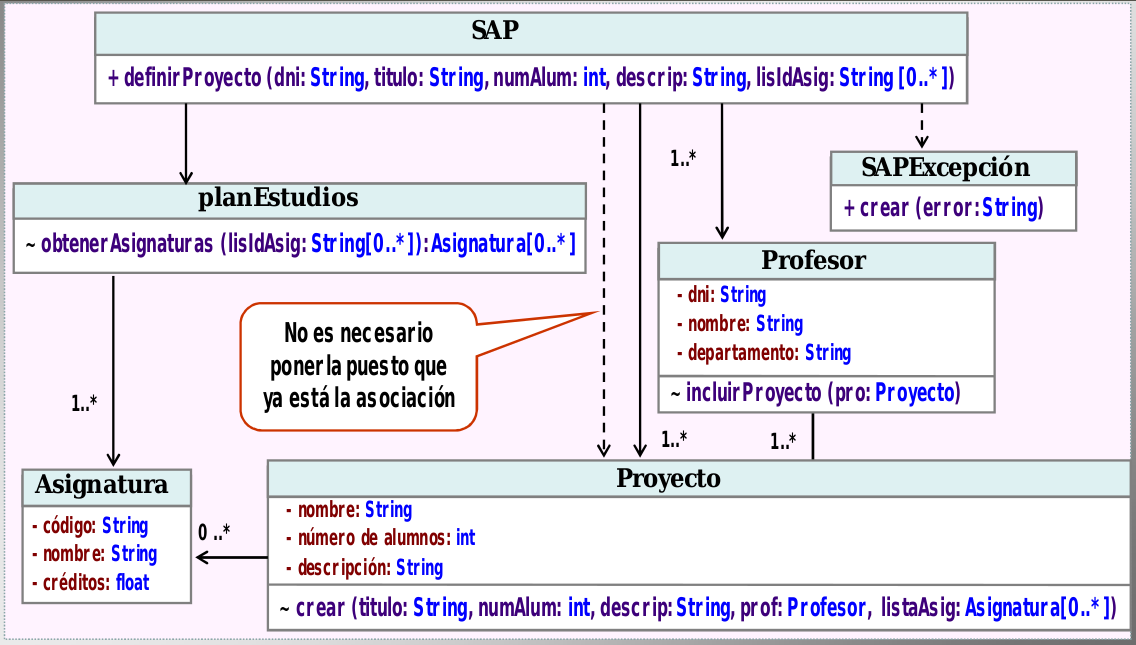 SAP
+ definirProyecto (dni: String, titulo: String, numAlum: int, descrip: String, lisIdAsig: String [0..*])
1..*
SAPExcepción
+ crear (error:String)
planEstudios
~ obtenerAsignaturas (lisIdAsig: String[0..*]):Asignatura[0..*]
Profesor
- dni: String
- nombre: String
- departamento: String
~ incluirProyecto (pro: Proyecto)
No es necesario
ponerla puesto que
ya está la asociación
1..*
1..*
1..*
Asignatura
- código: String
- nombre: String
- créditos: float
0 ..*
Proyecto
- nombre: String
- número de alumnos: int
- descripción: String
~ crear (titulo: String, numAlum: int, descrip: String, prof: Profesor, listaAsig: Asignatura[0..*])